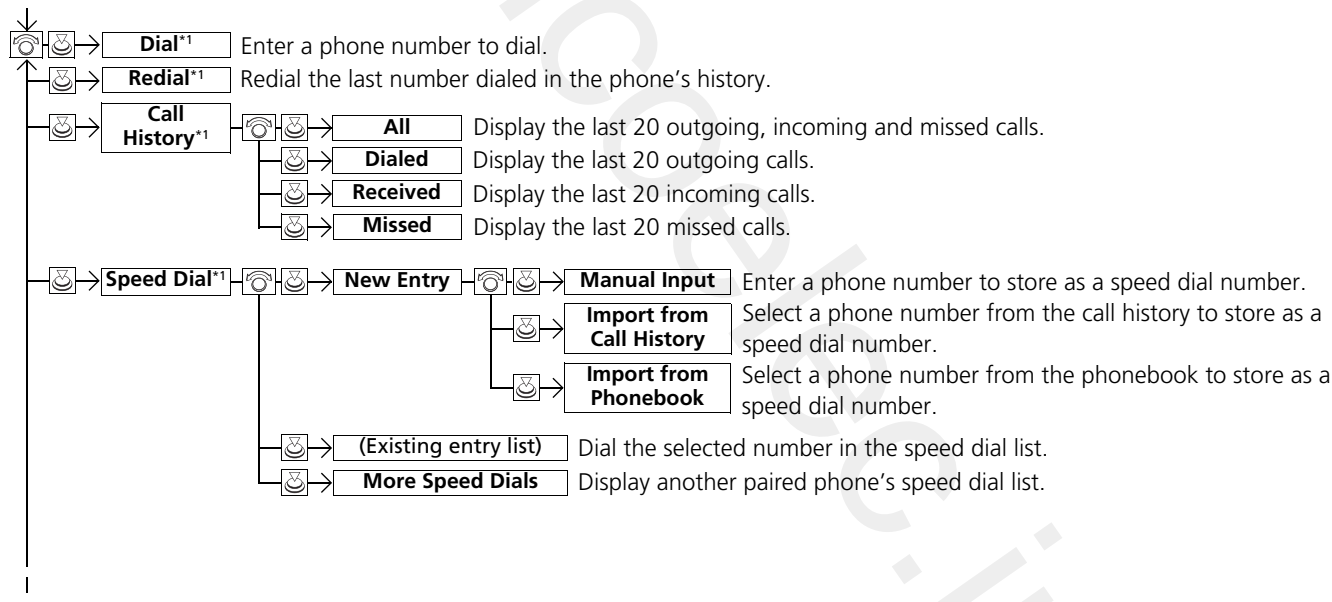 Dial*1 Enter a phone number to dial.
Redial*1 Redial the last number dialed in the phone’s history.
Call History*1
All Display the last 20 outgoing, incoming and missed calls.
Dialed Display the last 20 outgoing calls.
Received Display the last 20 incoming calls.
Missed Display the last 20 missed calls.
Speed Dial*1
New Entry
Manual Input Enter a phone number to store as a speed dial number.
Import from Call History
Select a phone number from the call history to store as a
speed dial number.
Import from Phonebook
Select a phone number from the phonebook to store as a
speed dial number.
(Existing entry list) Dial the selected number in the speed dial list.
More Speed Dials Display another paired phone’s speed dial list.